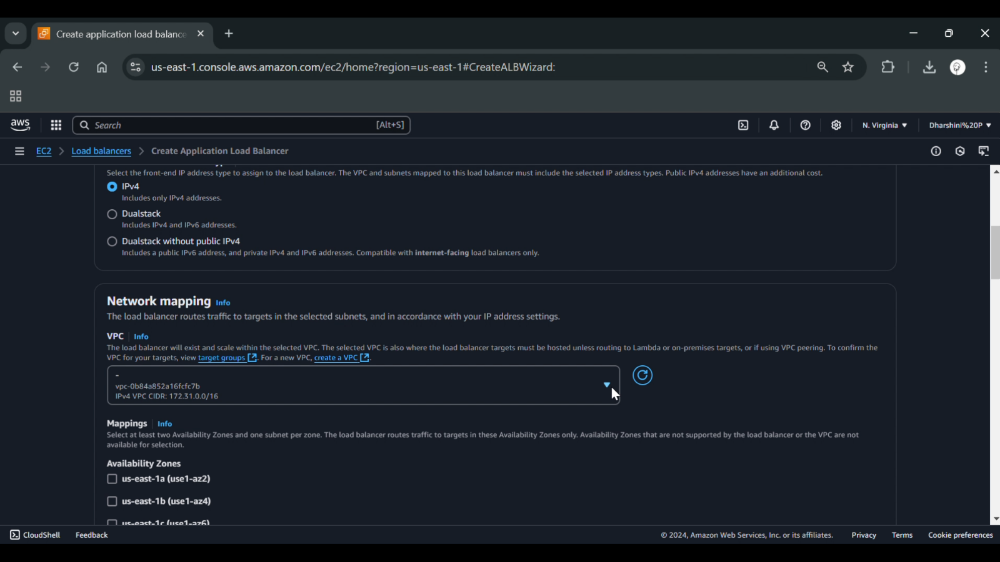 Create application load balance
us-east-1.console.aws.amazon.com/ec2/home?region=us-east-1#CreateALBWizard:
aws
Search
[Alt+S]
N. Virginia
Dharshini%20P
EC2
Load balancers
Create Application Load Balancer
Select the front-end IP address type to assign to the load balancer. The VPC and subnets mapped to this load balancer must include the selected IP address types. Public IPv4 addresses have an additional cost.
IPv4
Includes only IPv4 addresses.
Dualstack
Includes IPv4 and IPv6 addresses.
Dualstack without public IPv4
Includes a public IPv6 address, and private IPv4 and IPv6 addresses. Compatible with internet-facing load balancers only.
Network mapping Info
The load balancer routes traffic to targets in the selected subnets, and in accordance with your IP address settings.
VPC Info
The load balancer will exist and scale within the selected VPC. The selected VPC is also where the load balancer targets must be hosted unless routing to Lambda or on-premises targets, or if using VPC peering. To confirm the
VPC for your targets, view target groups. For a new VPC, create a VPC.
-
vpc-0b84a852a16fcfc7b
IPv4 VPC CIDR: 172.31.0.0/16
Mappings Info
Select at least two Availability Zones and one subnet per zone. The load balancer routes traffic to targets in these Availability Zones only. Availability Zones that are not supported by the load balancer or the VPC are not
available for selection.
Availability Zones
us-east-1a (use1-az2)
us-east-1b (use1-az4)
us-east-1c (use1-az6)
CloudShell
Feedback
© 2024, Amazon Web Services, Inc. or its affiliates.
Privacy
Terms
Cookie preferences